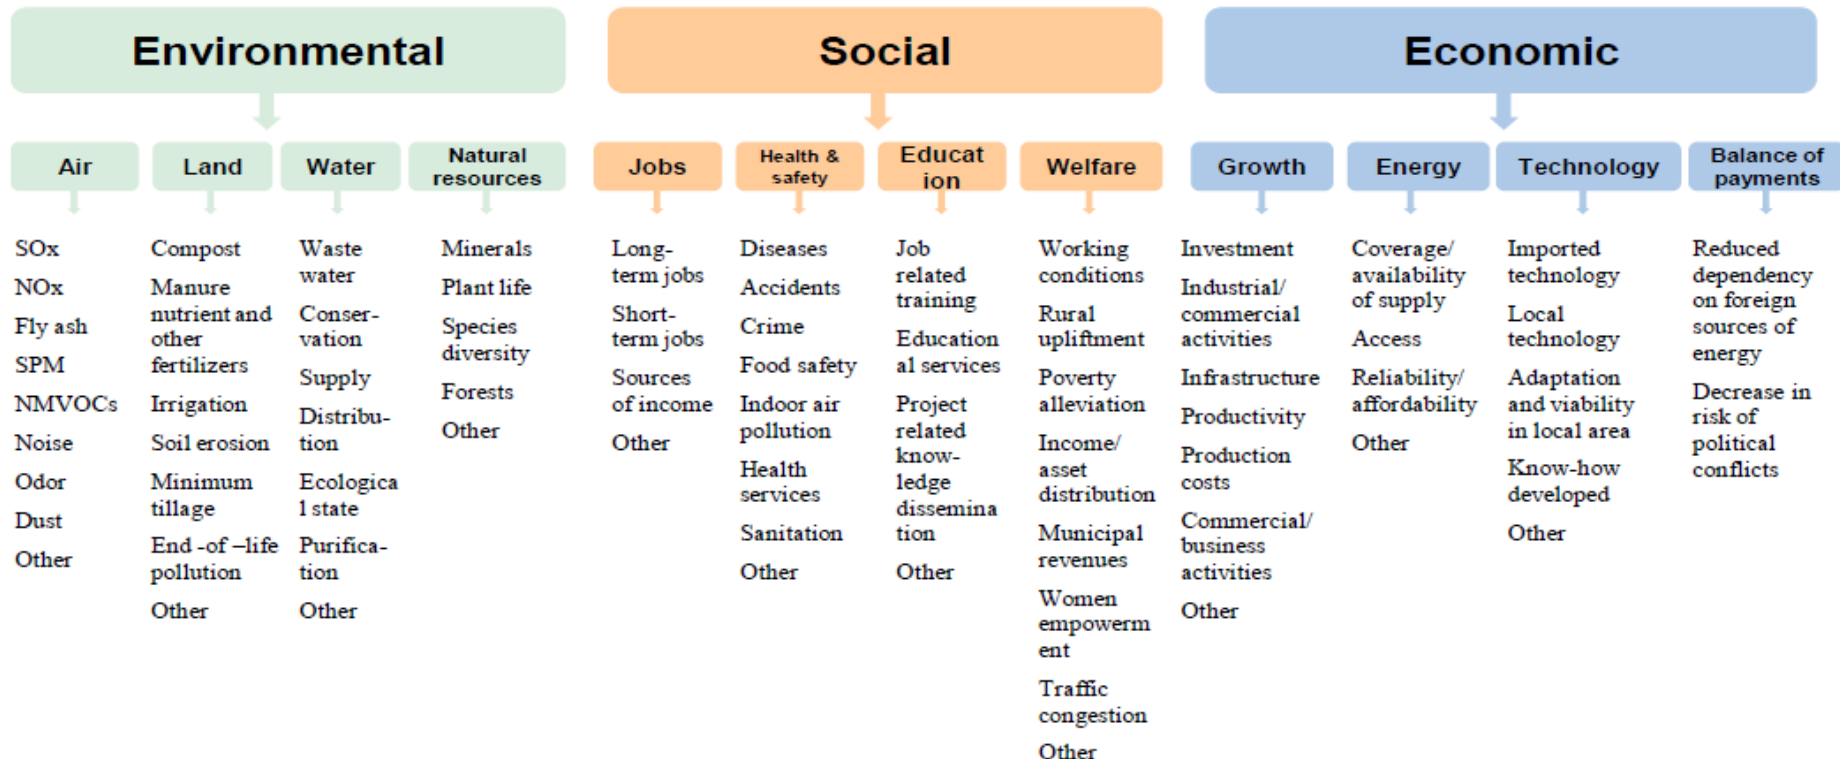 Environmental
Social
Economic
Air
Land
Water
Natural
resources
Jobs
Health &
safety
Educat
ion
Welfare
Growth
Energy
Technology
Balance of
payments
SOx
NOx
Fly ash
SPM
NMVOCs
Noise
Odor
Dust
Other
Compost
Manure
nutrient and
other
fertilizers
Irrigation
Soil erosion
Minimum
tillage
End -of –life
pollution
Other
Waste
water
Conser-
vation
Supply
Distribu-
tion
Ecologica
l state
Purifica-
tion
Other
Minerals
Plant life
Species
diversity
Forests
Other
Long-
term jobs
Short-
term jobs
Sources
of income
Other
Diseases
Accidents
Crime
Food safety
Indoor air
pollution
Health
services
Sanitation
Other
Job
related
training
Education
al services
Project
related
know-
ledge
dissemina
tion
Other
Working
conditions
Rural
upliftment
Poverty
alleviation
Income/
asset
distribution
Municipal
revenues
Women
empowerm
ent
Traffic
congestion
Other
Investment
Industrial/
commercial
activities
Infrastructure
Productivity
Production
costs
Commercial/
business
activities
Other
Coverage/
availability
of supply
Access
Reliability/
affordability
Other
Imported
technology
Local
technology
Adaptation
and viability
in local area
Know-how
developed
Other
Reduced
dependency
on foreign
sources of
energy
Decrease in
risk of
political
conflicts